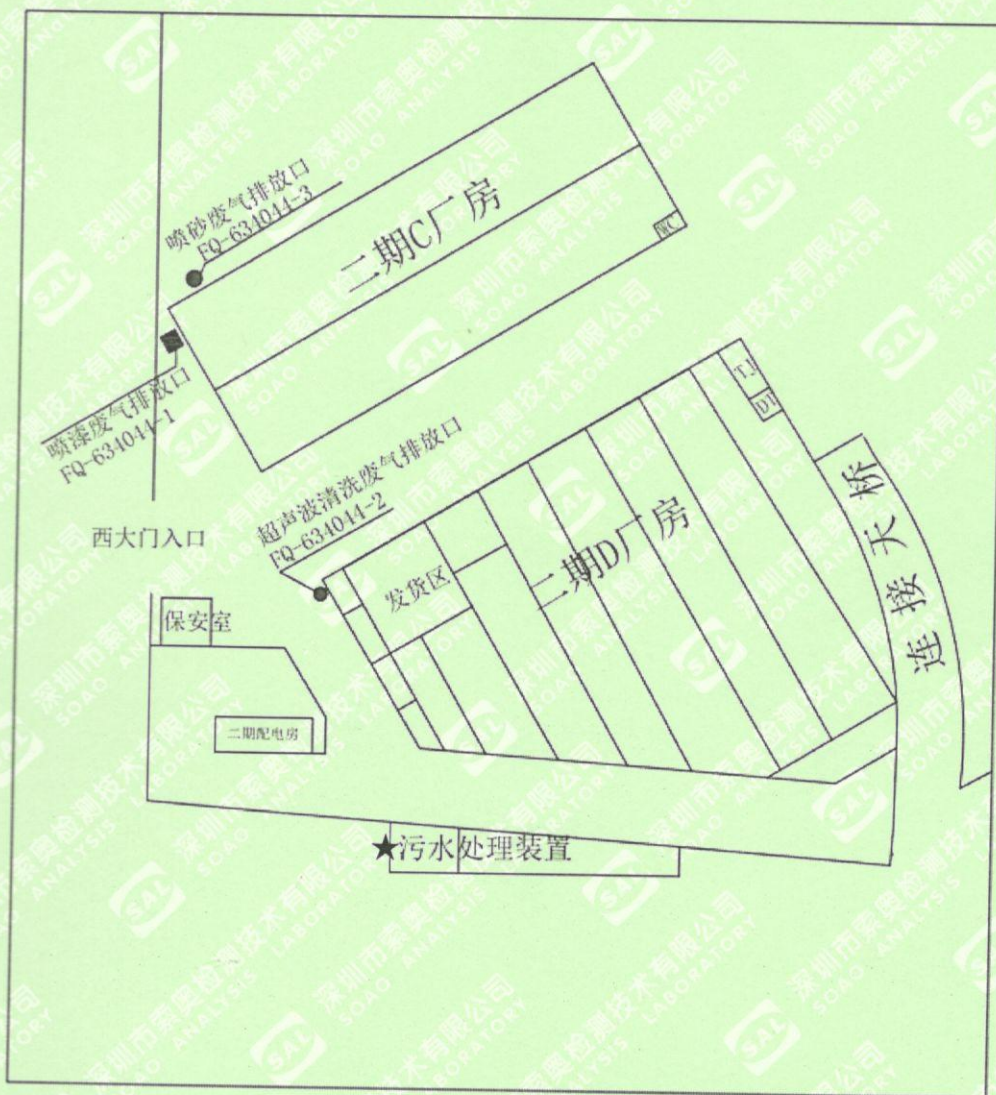 喷砂废气排放口
FQ-634044-3
二期C厂房
WC
喷漆废气排放口
FQ-634044-1
TJ
DT
超声波清洗废气排放口
FQ-634044-2
二期D厂房
连接天桥
西大门入口
发货区
保安室
二期配电房
★污水处理装置
SAL
深圳市索奥检测技术有限公司
SOAO ANALYSIS LABORATORY